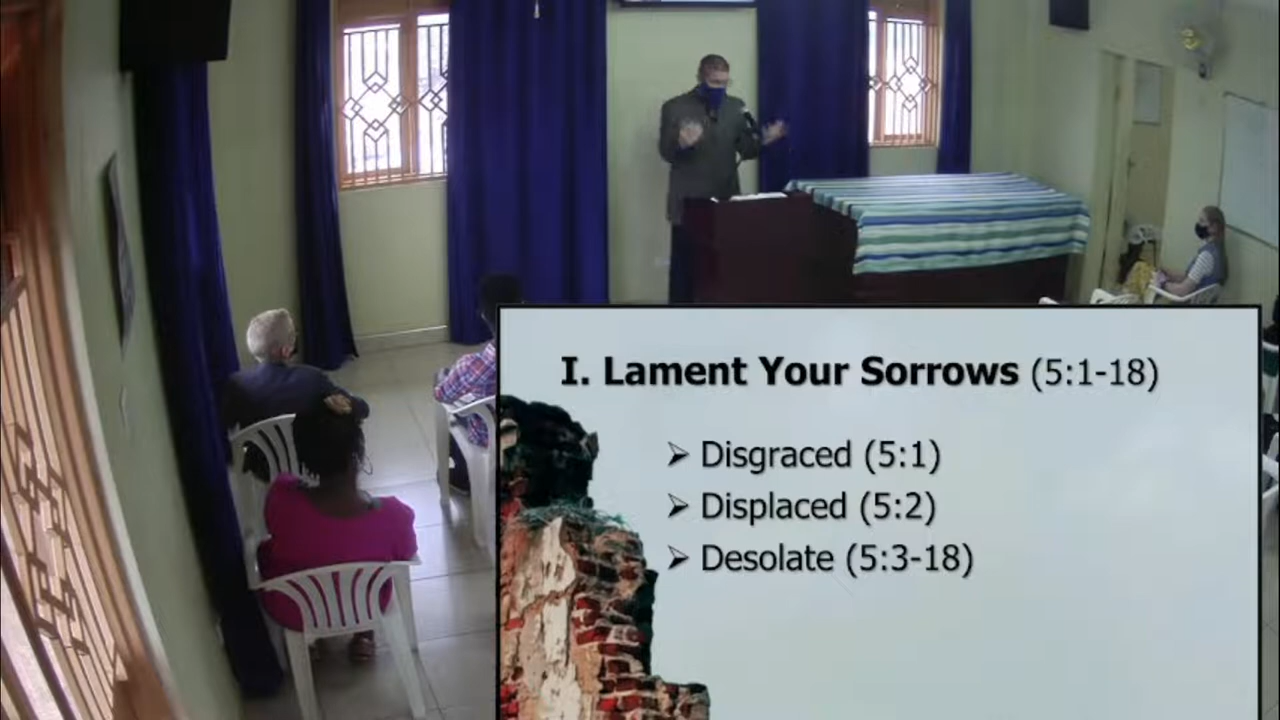 I. Lament Your Sorrows (5:1-18)
➢ Disgraced (5:1)
➢ Displaced (5:2)
➢ Desolate (5:3-18)